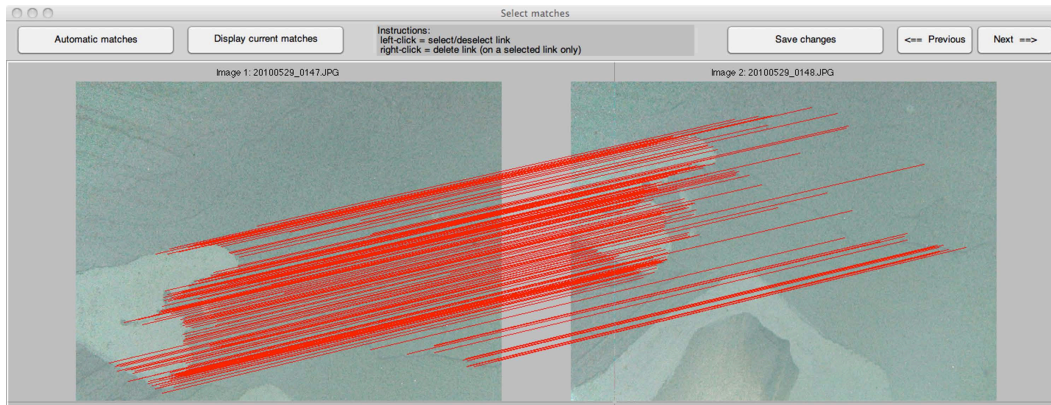 Select matches
Automatic matches
Display current matches
Instructions:
left-click = select/deselect link
right-click = delete link (on a selected link only)
Save changes
<== Previous
Next ==>
Image 1: 20100529_0147.JPG
Image 2: 20100529_0148.JPG